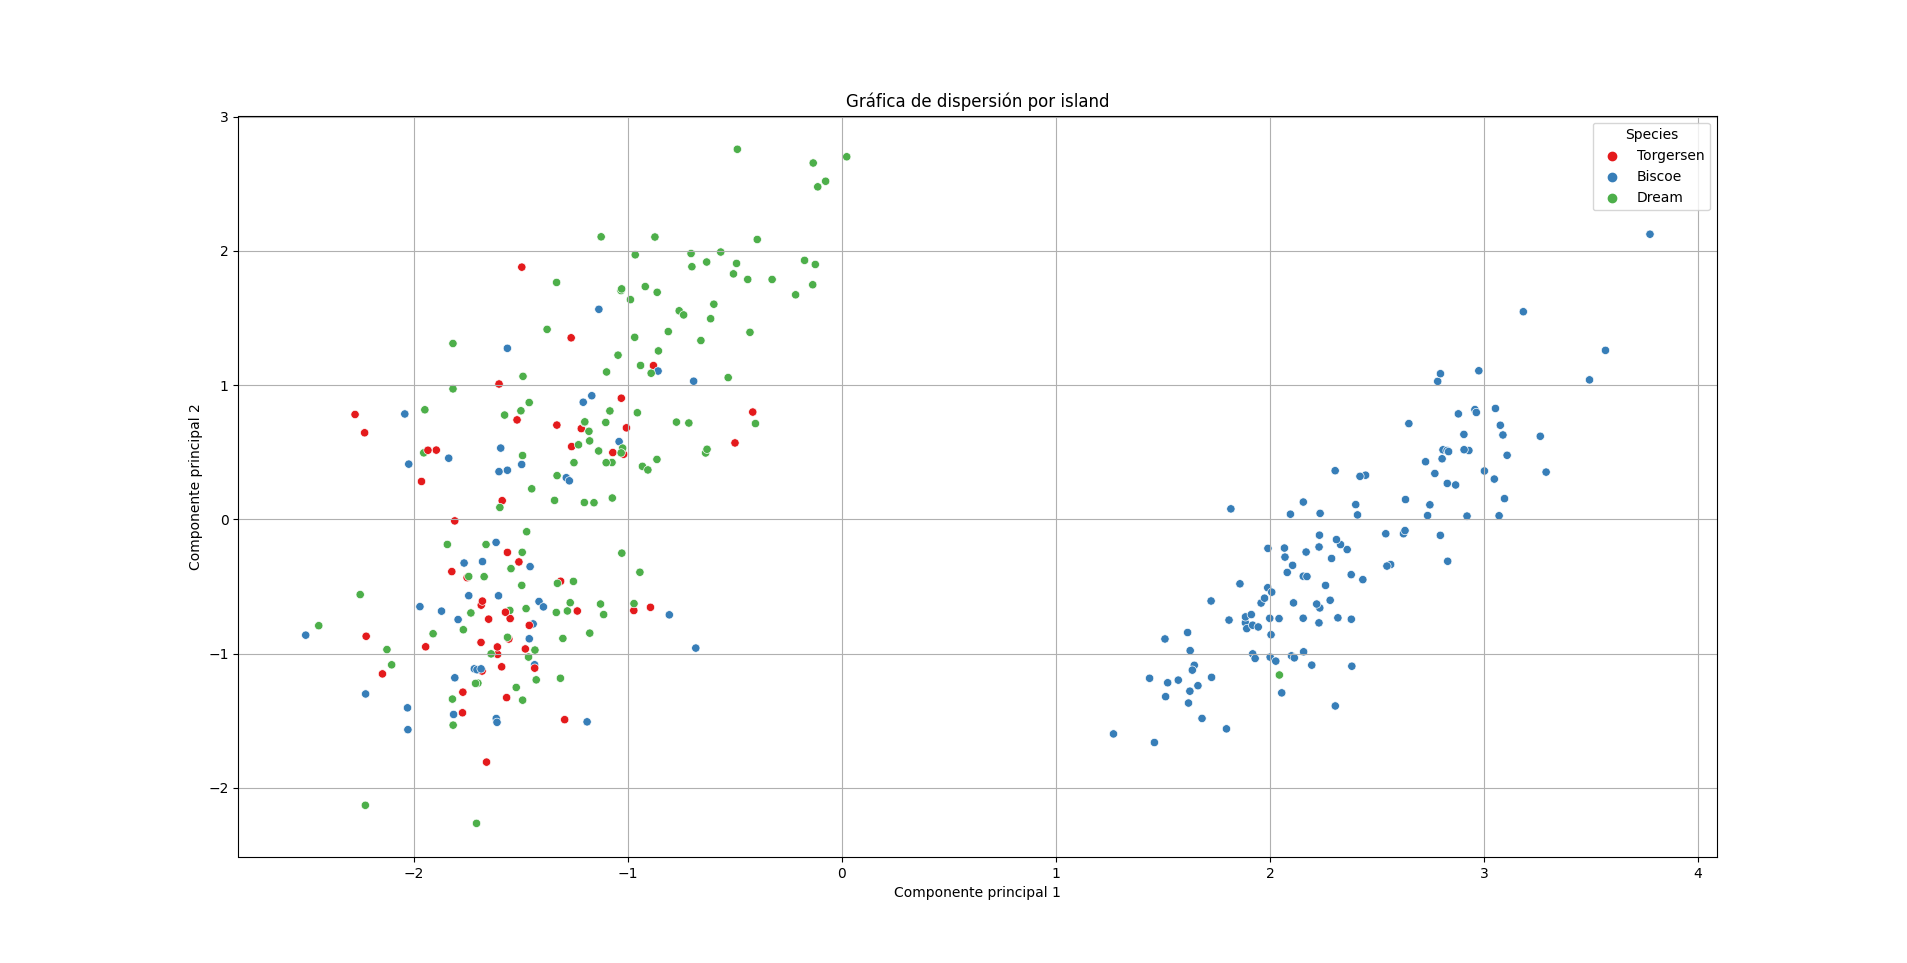 Gráfica de dispersión por island
Species
Torgersen
Biscoe
Dream
3
2
1
0
−1
−2
Componente principal 2
−2
−1
0
1
2
3
4
Componente principal 1